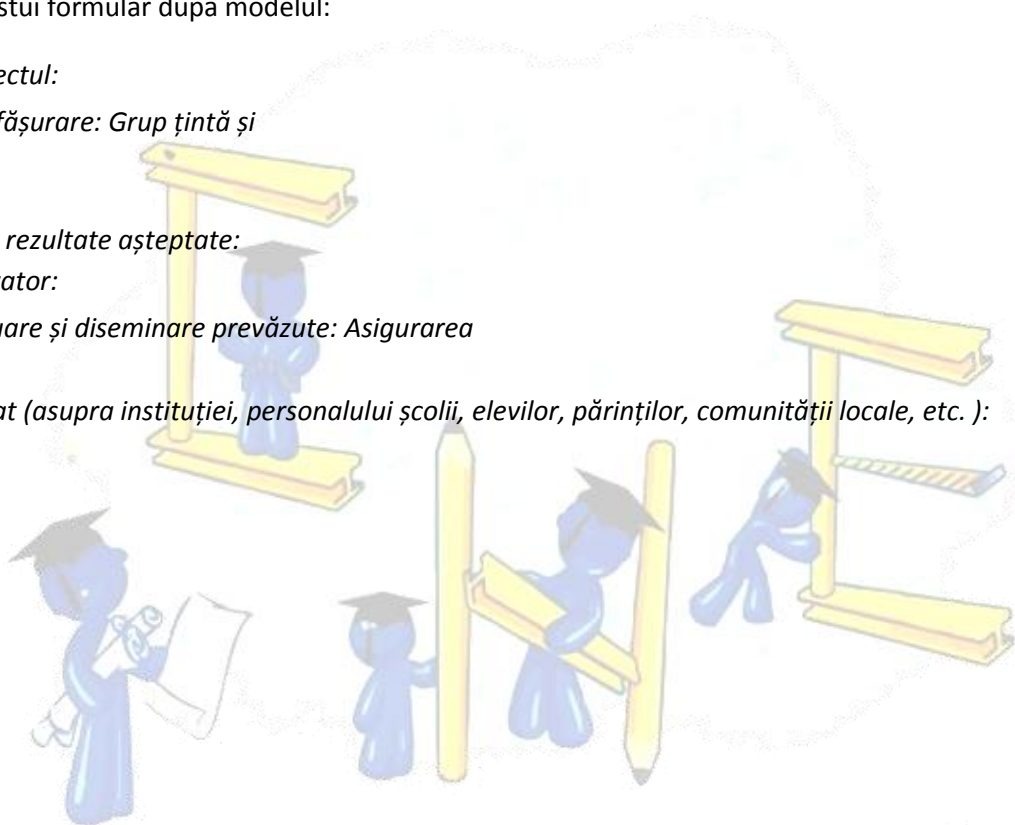 stui formular după modelul:
ectul:
fășurare: Grup țintă și
rezultate așteptate:
ator:
are și diseminare prevăzute: Asigurarea
at (asupra instituției, personalului școlii, elevilor, părinților, comunității locale, etc. ):